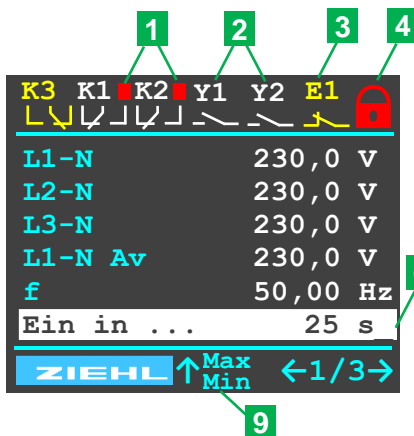 1 2 3 4
K3 K1 K2 Y1 Y2 E1
L1-N 230,0 V
L2-N 230,0 V
L3-N 230,0 V
L1-N Av 230,0 V
f 50,00 Hz
Ein in ... 25 s
ZIEHL ↑ Max Min ←1/3→
9